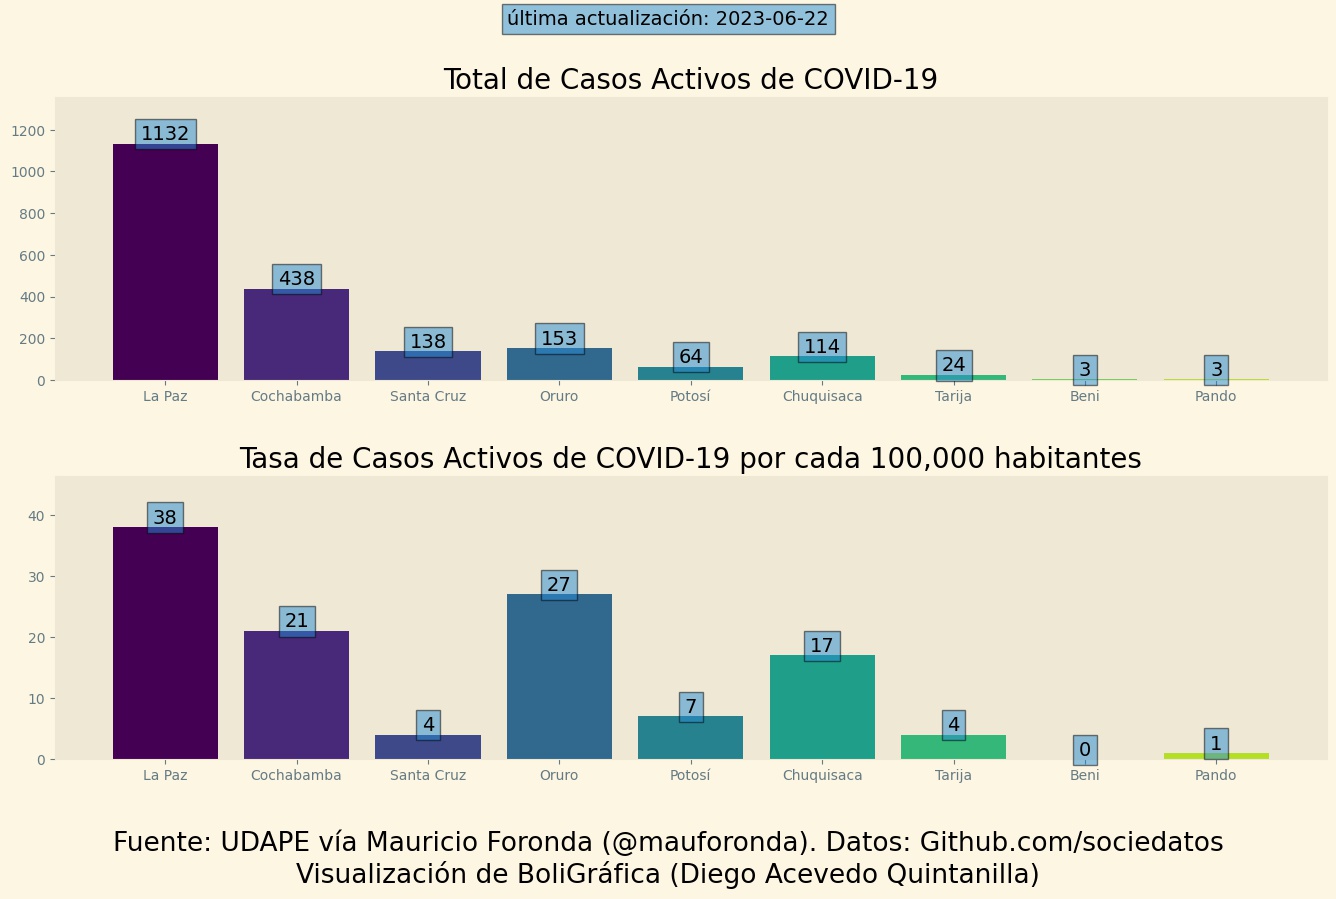 última actualización: 2023-06-22
Total de Casos Activos de COVID-19
1200
1000
800
600
400
200
0
1132
438
138
153
64
114
24
3
3
La Paz
Cochabamba
Santa Cruz
Oruro
Potosí
Chuquisaca
Tarija
Beni
Pando
Tasa de Casos Activos de COVID-19 por cada 100,000 habitantes
40
30
20
10
0
38
21
4
27
7
17
4
0
1
La Paz
Cochabamba
Santa Cruz
Oruro
Potosí
Chuquisaca
Tarija
Beni
Pando
Fuente: UDAPE vía Mauricio Foronda (@mauforonda). Datos: Github.com/sociedatos
Visualización de BoliGráfica (Diego Acevedo Quintanilla)